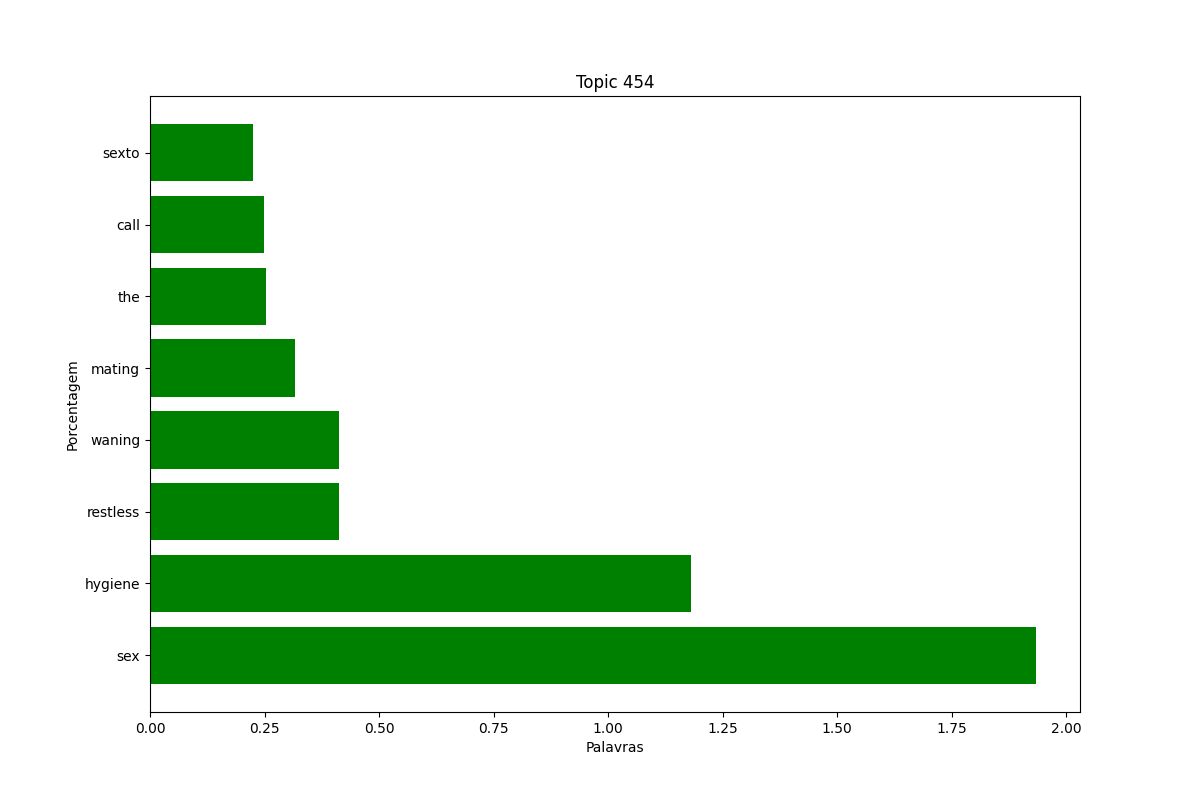 Topic 454
Porcentagem
sexto
call
the
mating
waning
restless
hygiene
sex
0.00 0.25 0.50 0.75 1.00 1.25 1.50 1.75 2.00
Palavras